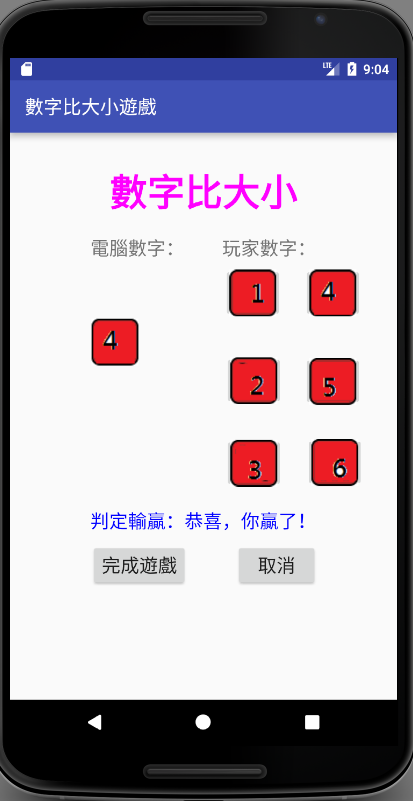 LTE 9:04
數字比大小遊戲
數字比大小
電腦數字： 玩家數字：
1 4
4
2 5
3 6
判定輸贏：恭喜，你贏了！
完成遊戲 取消